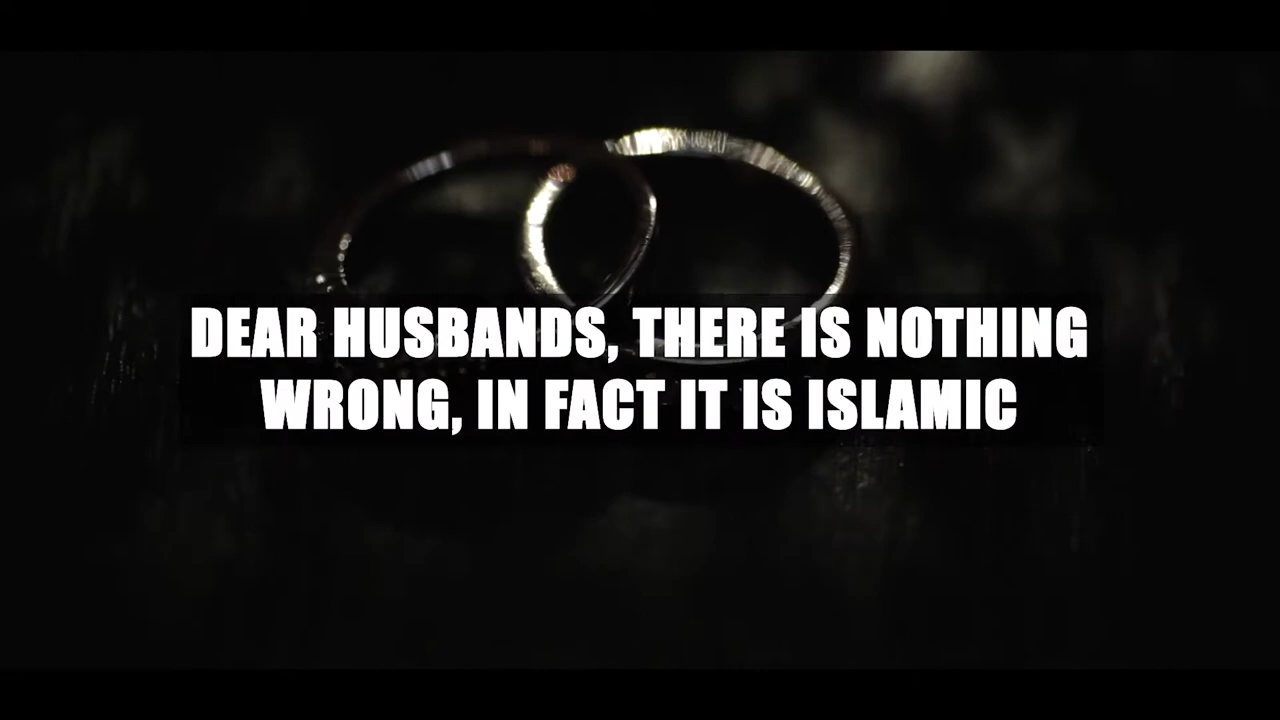 DEAR HUSBANDS, THERE IS NOTHING
WRONG, IN FACT IT IS ISLAMIC